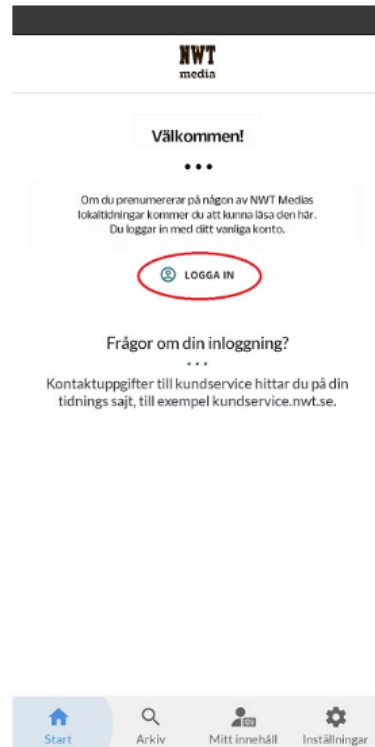 NWT
media
Välkommen!
Om du prenumererar på någon av NWT Medias
lokaltidningar kommer du att kunna läsa den här.
Du loggar in med ditt vanliga konto.
LOGGA IN
Frågor om din inloggning?
Kontaktuppgifter till kundservice hittar du på din
tidnings sajt, till exempel kundservice.nwt.se.
Start Arkiv Mitt innehåll Inställningar